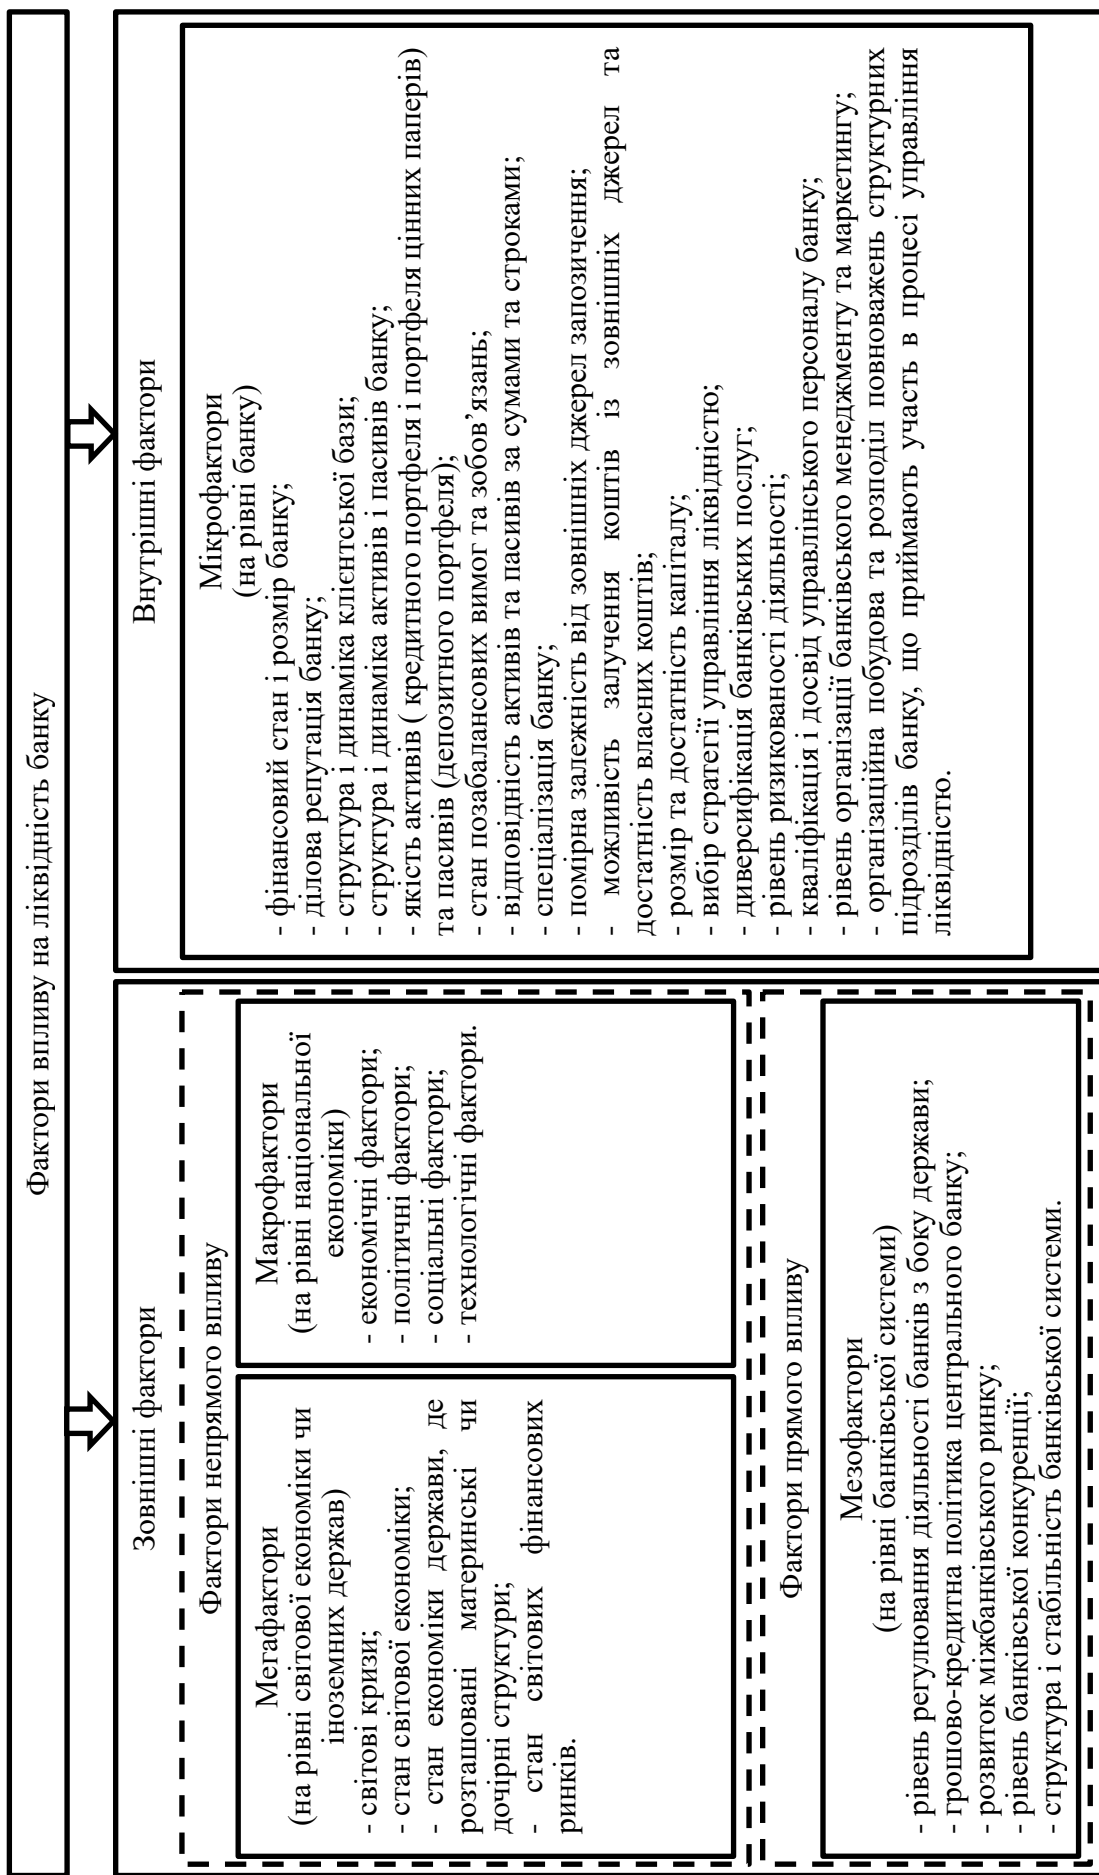 Фактори впливу на ліквідність банку
Зовнішні фактори
Фактори непрямого впливу
Мегафактори
(на рівні світової економіки чи
іноземних держав)
- світові кризи;
- стан світової економіки;
- стан економіки держави, де
розташовані материнські чи
дочірні структури;
- стан світових фінансових
ринків.
Макрофактори
(на рівні національної
економіки)
- економічні фактори;
- політичні фактори;
- соціальні фактори;
- технологічні фактори.
Фактори прямого впливу
Мезофактори
(на рівні банківської системи)
- рівень регулювання діяльності банків з боку держави;
- грошово-кредитна політика центрального банку;
- розвиток міжбанківського ринку;
- рівень банківської конкуренції;
- структура і стабільність банківської системи.
Внутрішні фактори
Мікрофактори
(на рівні банку)
- фінансовий стан і розмір банку;
- ділова репутація банку;
- структура і динаміка клієнтської бази;
- структура і динаміка активів і пасивів банку;
- якість активів ( кредитного портфеля і портфеля цінних паперів)
та пасивів (депозитного портфеля);
- стан позабалансових вимог та зобов’язань;
- відповідність активів та пасивів за сумами та строками;
- спеціалізація банку;
- помірна залежність від зовнішніх джерел запозичення;
- можливість залучення коштів із зовнішніх джерел та
достатність власних коштів;
- розмір та достатність капіталу;
- вибір стратегії управління ліквідністю;
- диверсифікація банківських послуг;
- рівень ризикованості діяльності;
- кваліфікація і досвід управлінського персоналу банку;
- рівень організації банківського менеджменту та маркетингу;
- організаційна побудова та розподіл повноважень структурних
підрозділів банку, що приймають участь в процесі управління
ліквідністю.